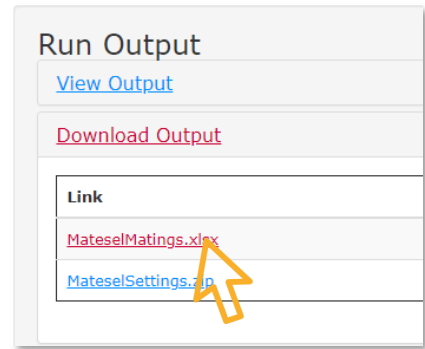 Run Output
View Output
Download Output
Link
MateselMatings.xlsx
MateselSettings.zip